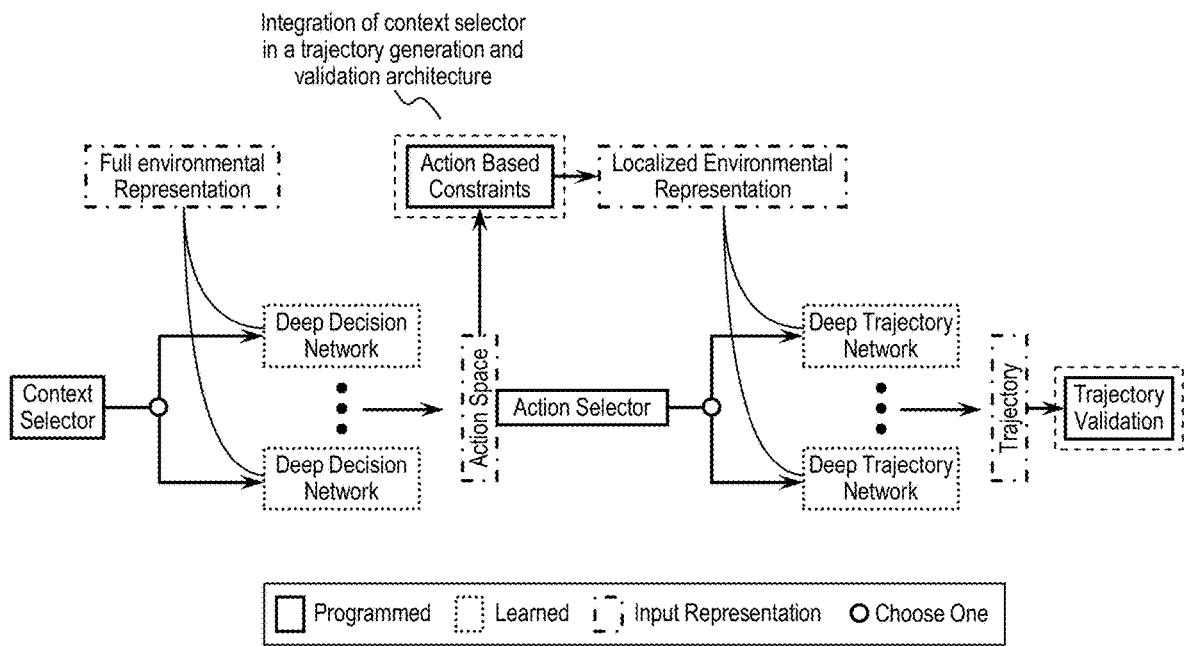 Integration of context selector
in a trajectory generation and
validation architecture
Full environmental
Representation
Action Based
Constraints
Localized Environmental
Representation
Deep Decision
Network
Deep Trajectory
Network
Context
Selector
Action Space
Action Selector
Trajectory
Trajectory
Validation
Deep Decision
Network
Deep Trajectory
Network
Programmed
Learned
Input Representation
Choose One